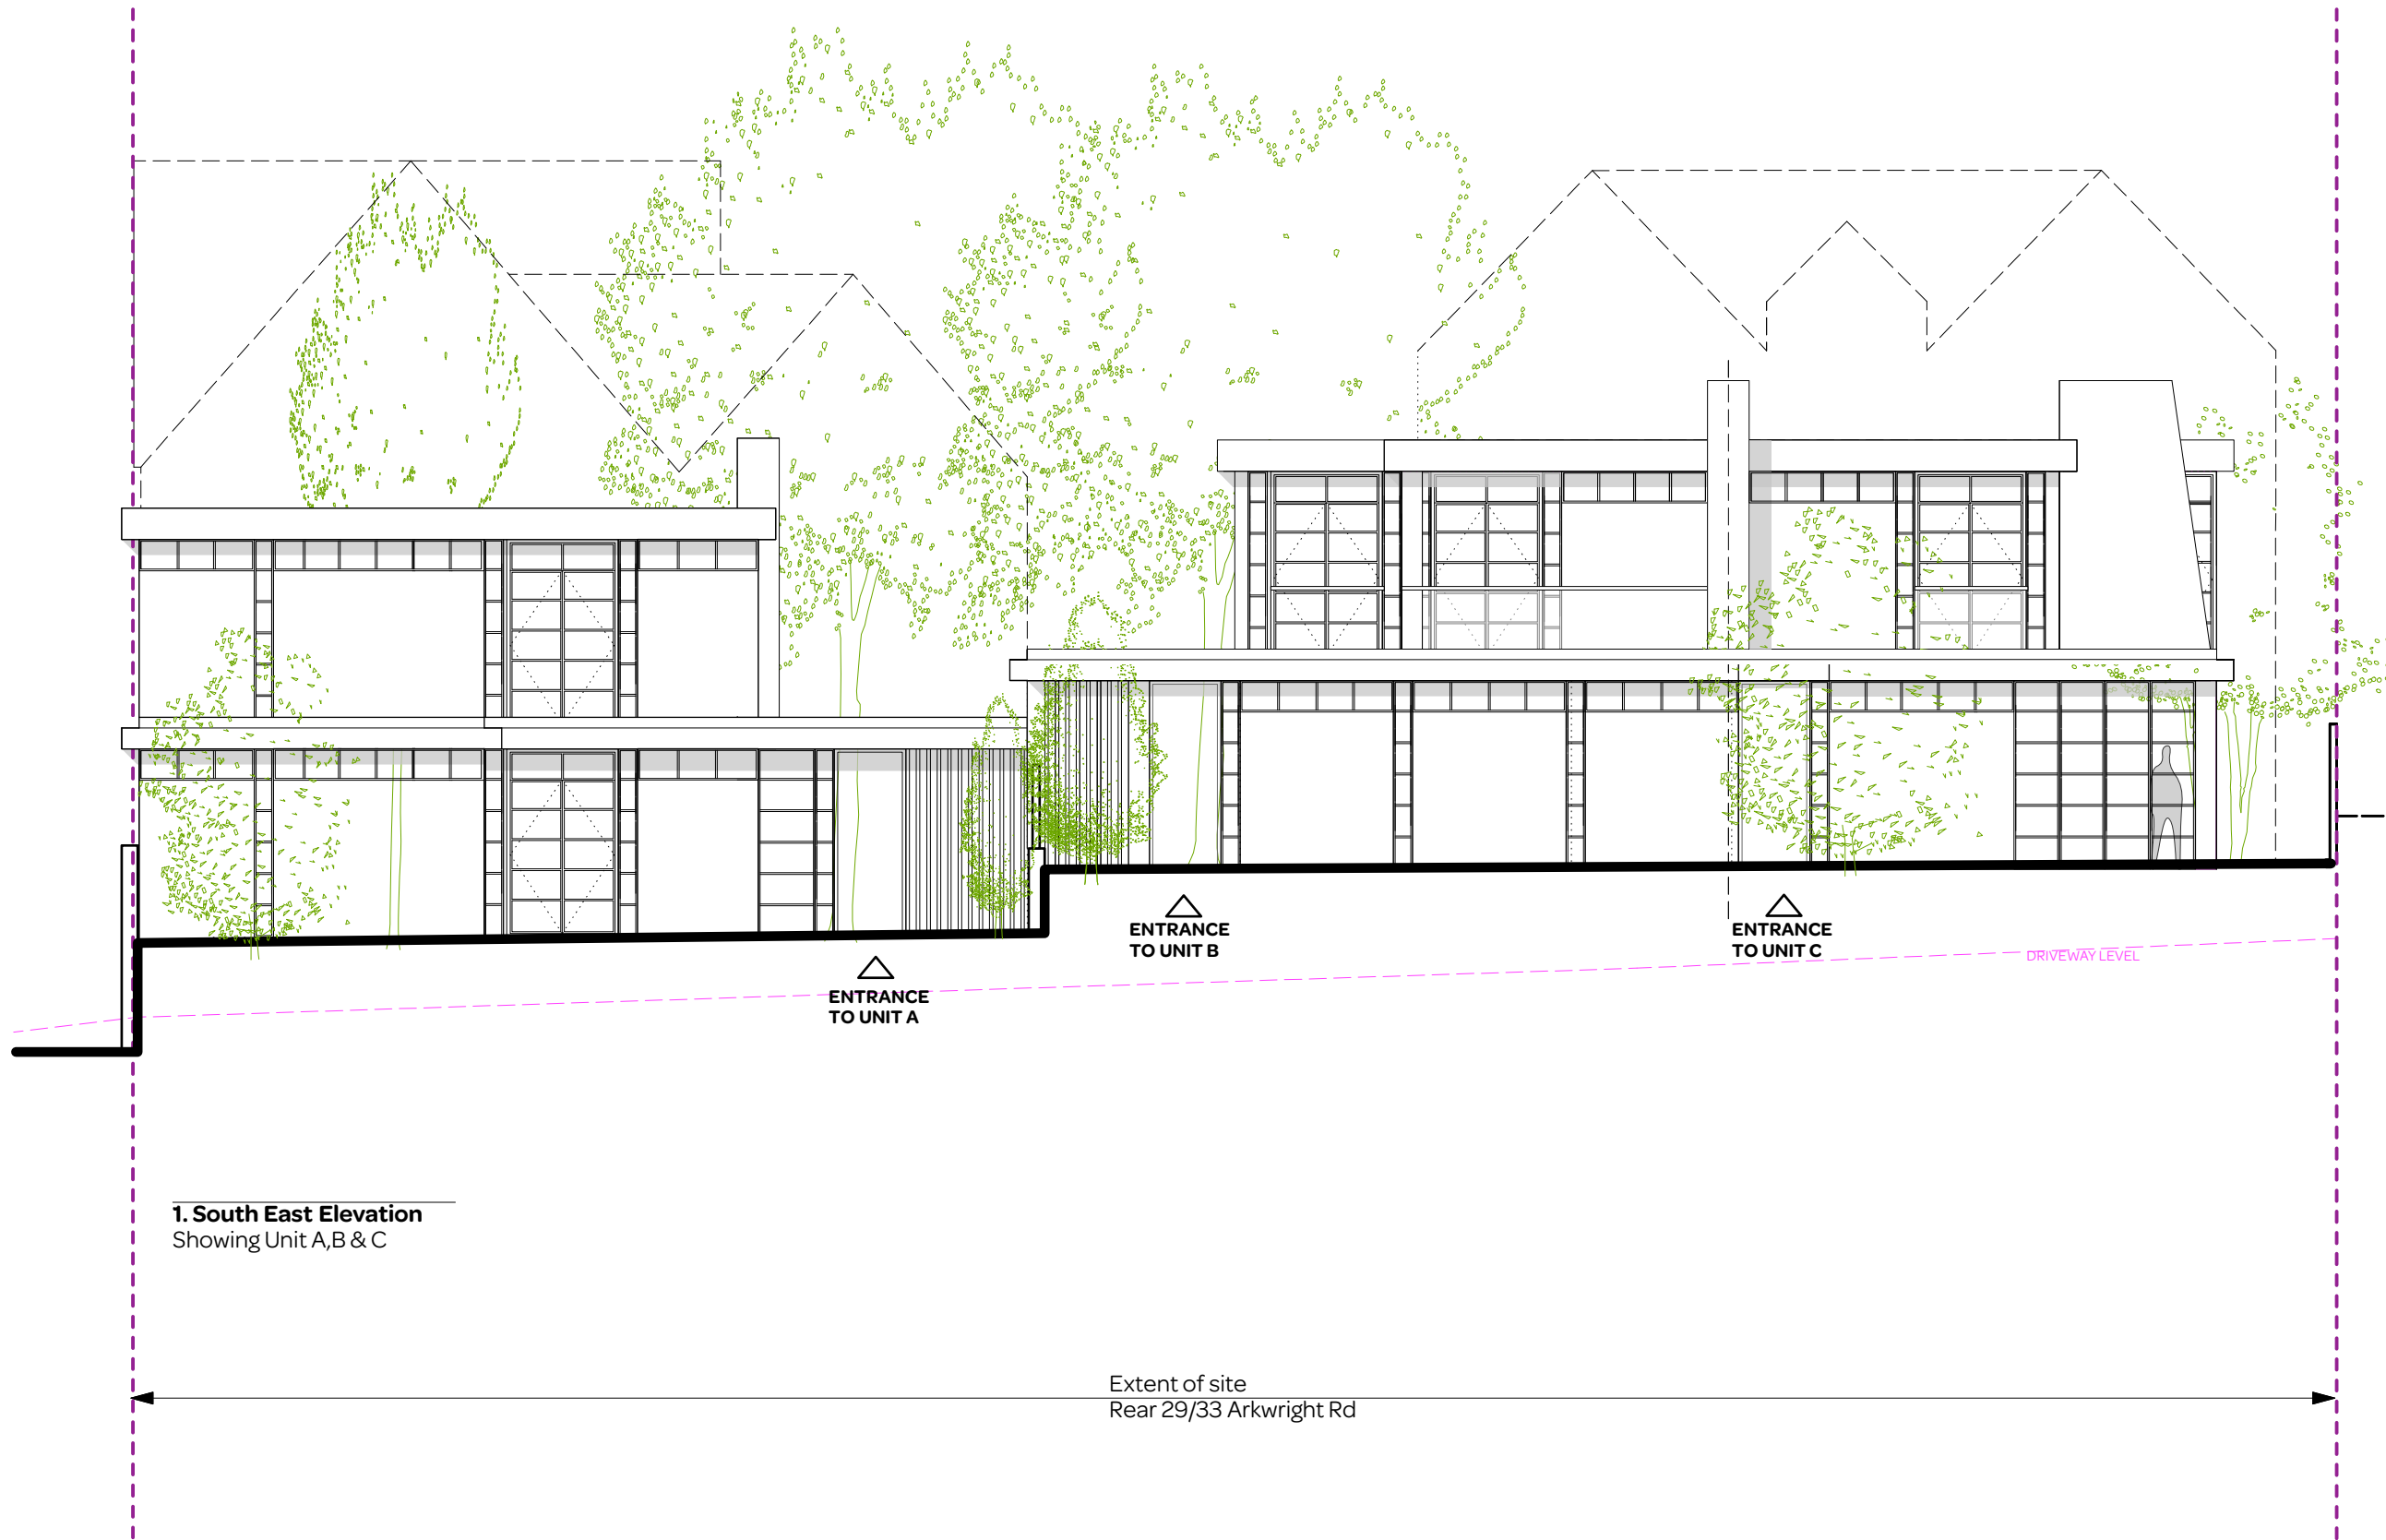 ENTRANCE
TO UNIT B
ENTRANCE
TO UNIT C
DRIVEWAY LEVEL
ENTRANCE
TO UNIT A
1. South East Elevation
Showing Unit A,B & C
Extent of site
Rear 29/33 Arkwright Rd